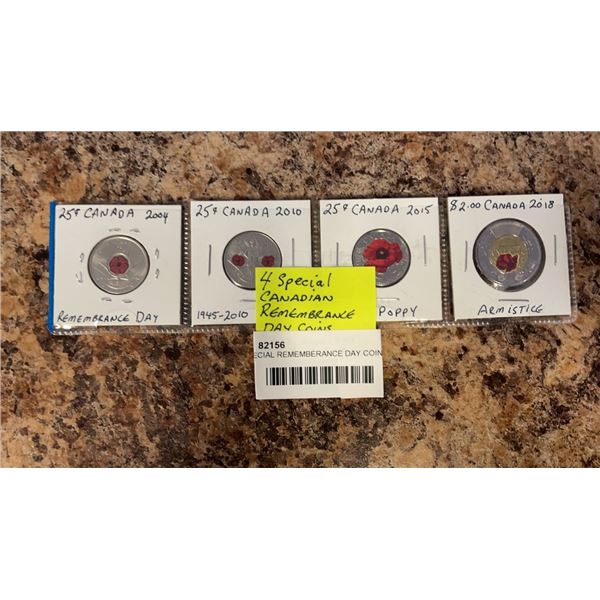 25¢ CANADA 2004
REMEMBRANCE DAY
25¢ CANADA 2010
1945-2010
25¢ CANADA 2015
POPPY
$2.00 CANADA 2018
ARMISTICE
4 Special
CANADIAN
REMEMBRANCE
DAY COINS
82156
ECIAL REMEMBERANCE DAY COIN